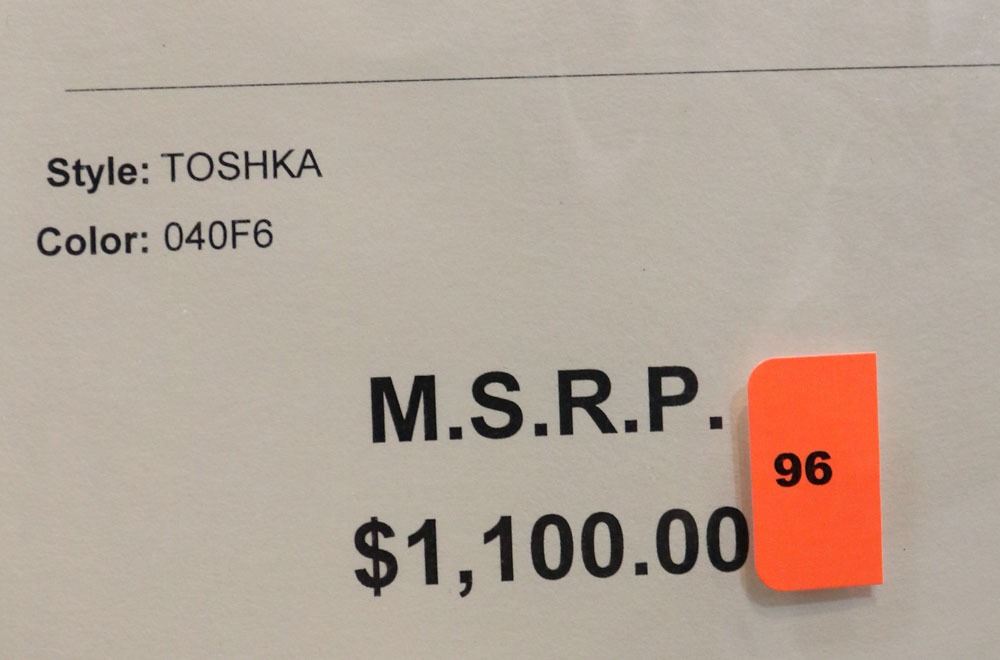 Style: TOSHKA
Color: 040F6
M.S.R.P.
$1,100.00
96